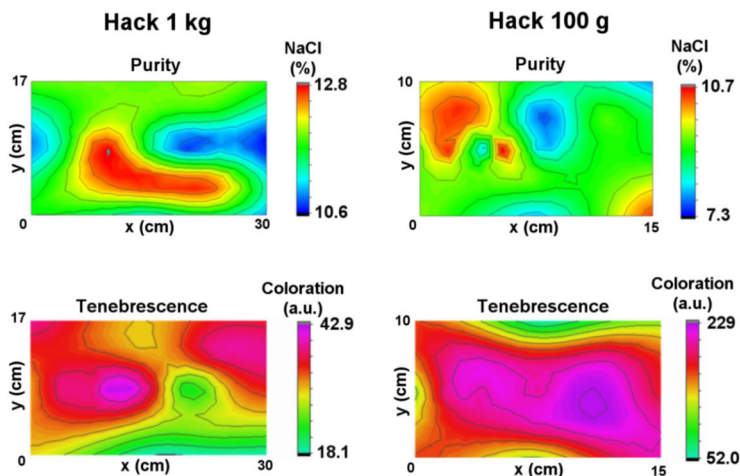 Hack 1 kg
Hack 100 g
Purity
NaCl
(%)
17
12.8
y (cm)
10.6
0
x (cm)
30
Purity
NaCl
(%)
10
10.7
y (cm)
7.3
0
x (cm)
15
Tenebrescence
Coloration
(a.u.)
17
42.9
y (cm)
18.1
0
x (cm)
30
Tenebrescence
Coloration
(a.u.)
10
229
y (cm)
52.0
0
x (cm)
15